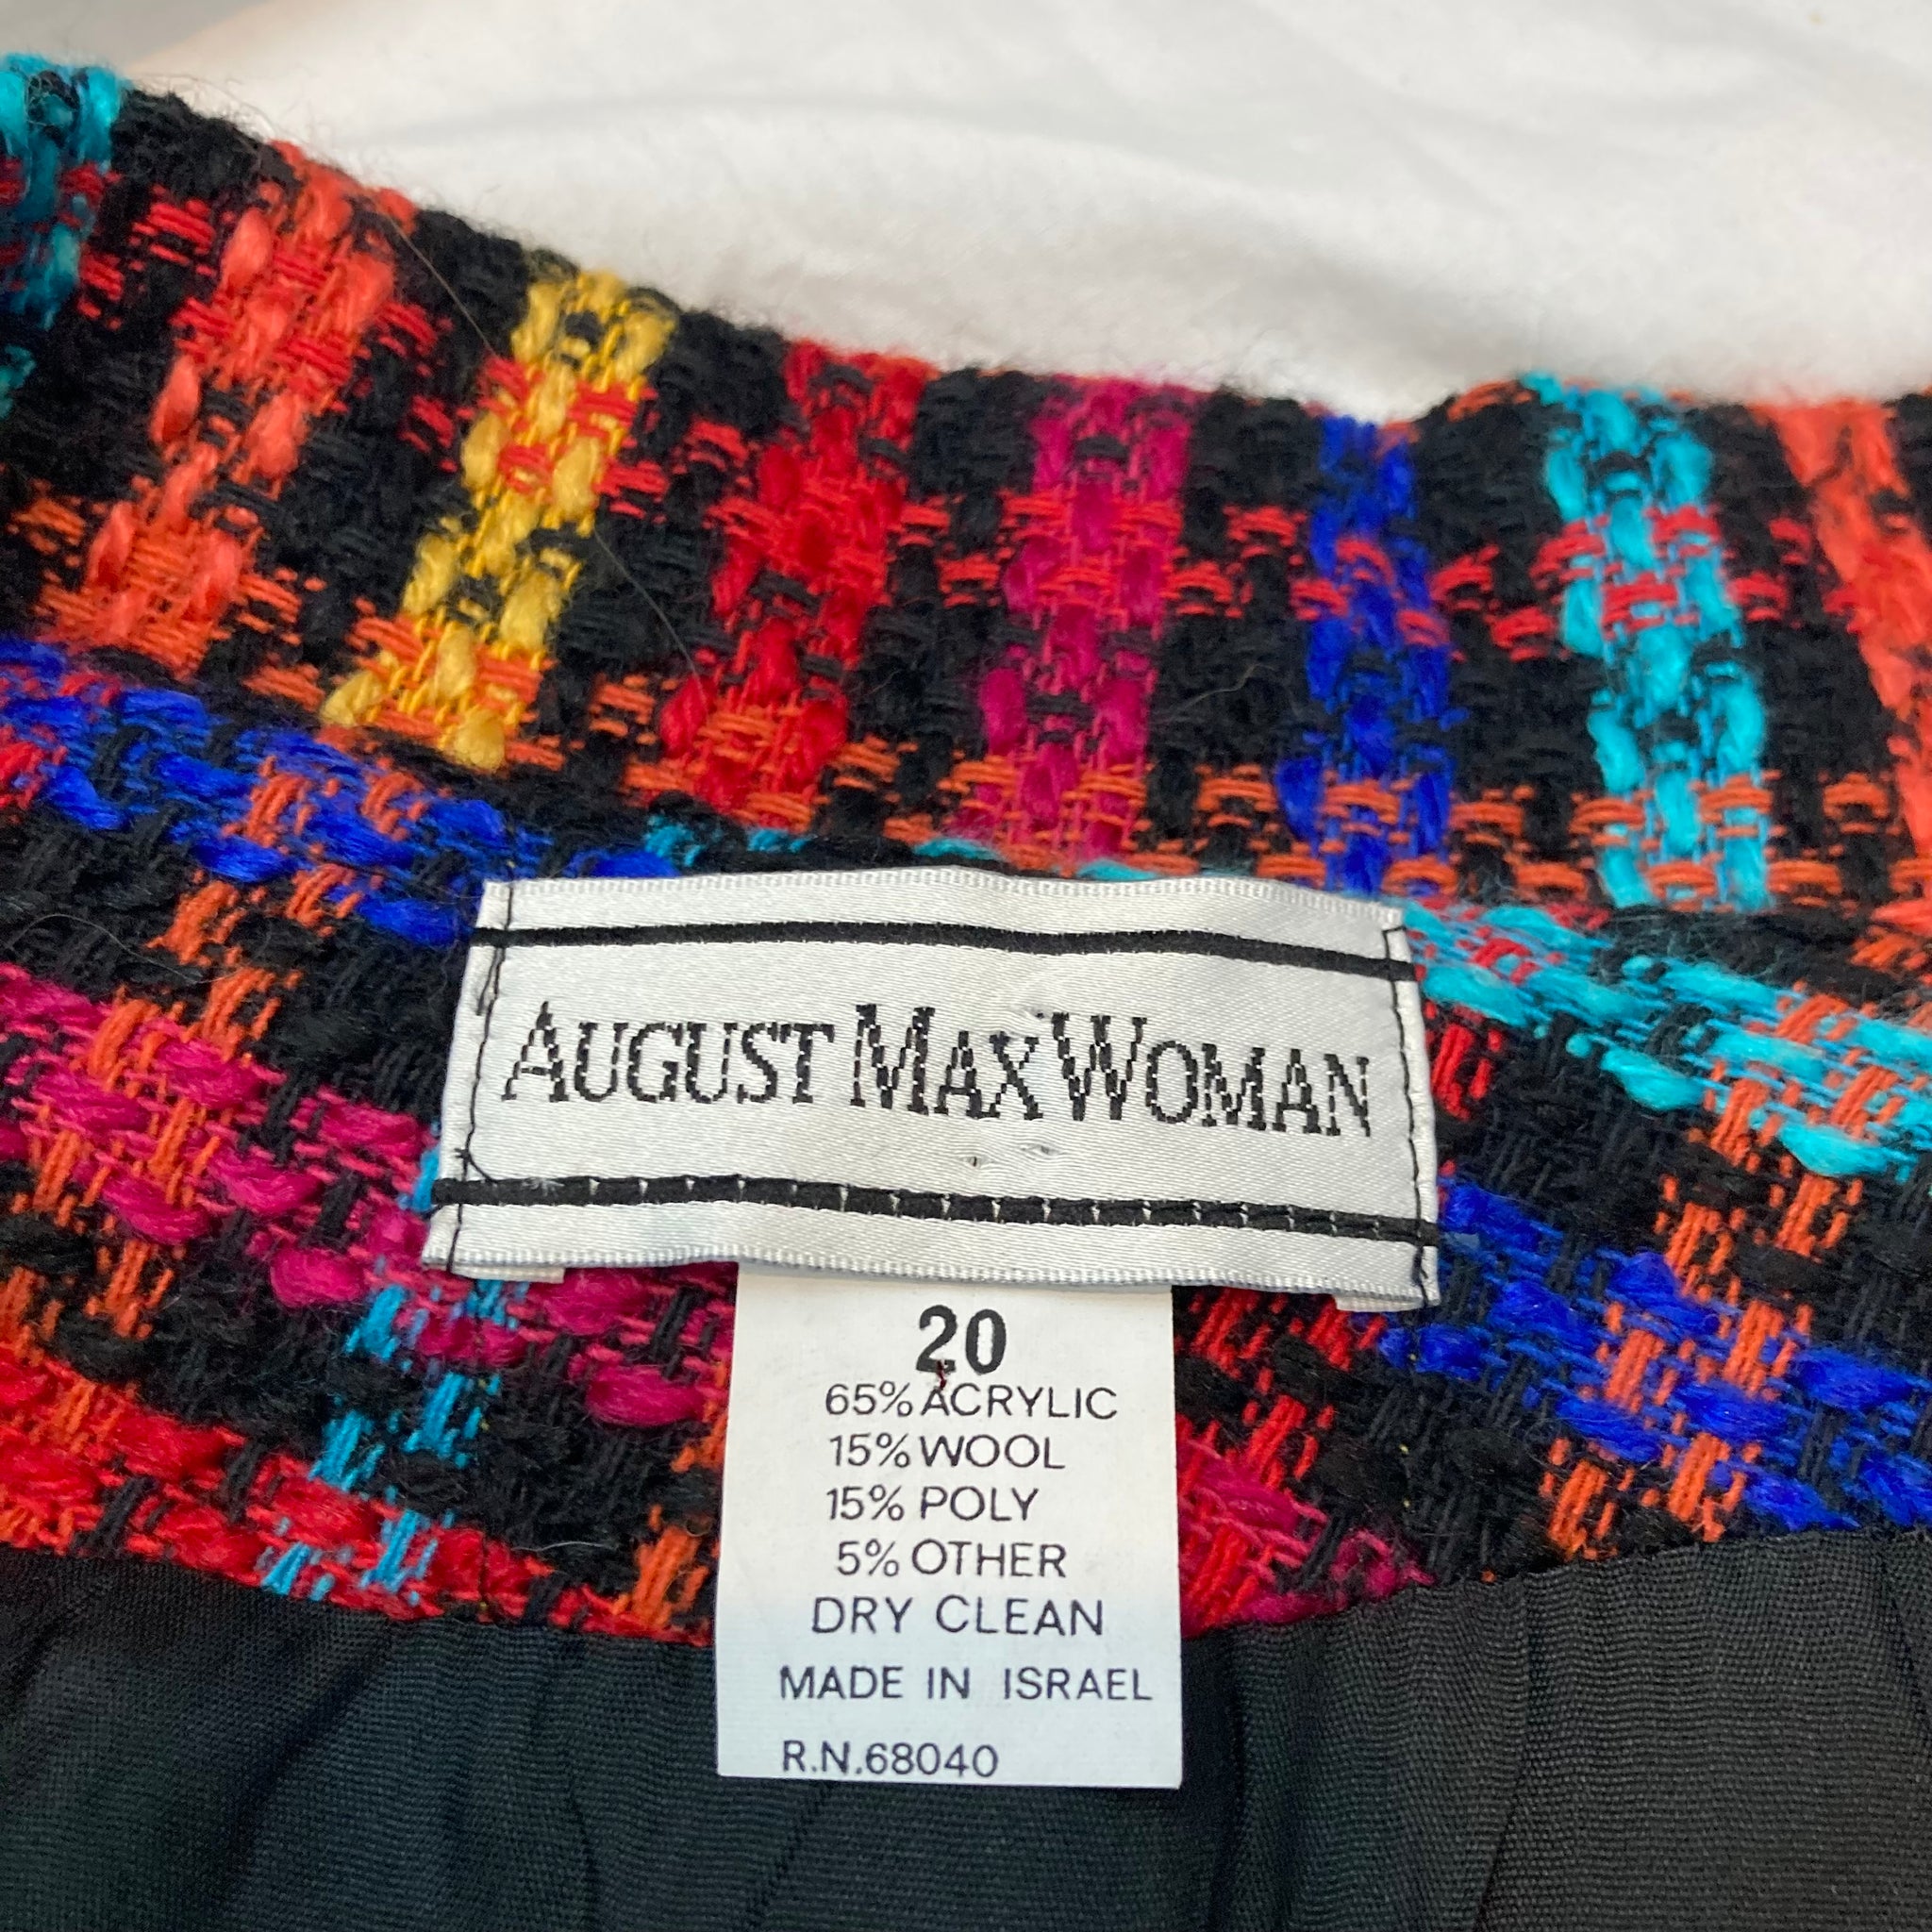 AUGUST MAX WOMAN
20
65% ACRYLIC
15% WOOL
15% POLY
5% OTHER
DRY CLEAN
MADE IN ISRAEL
R.N.68040